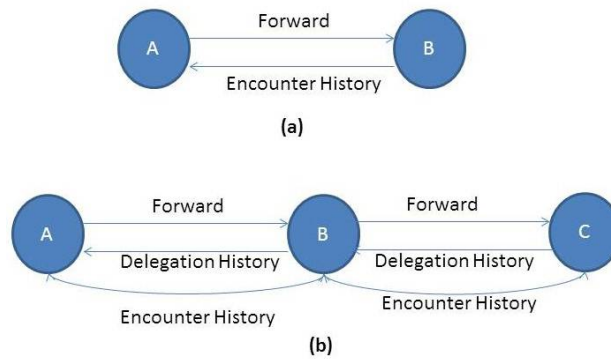 Forward
A
B
Encounter History
(a)
Forward
Forward
A
B
C
Delegation History
Delegation History
Encounter History
Encounter History
(b)